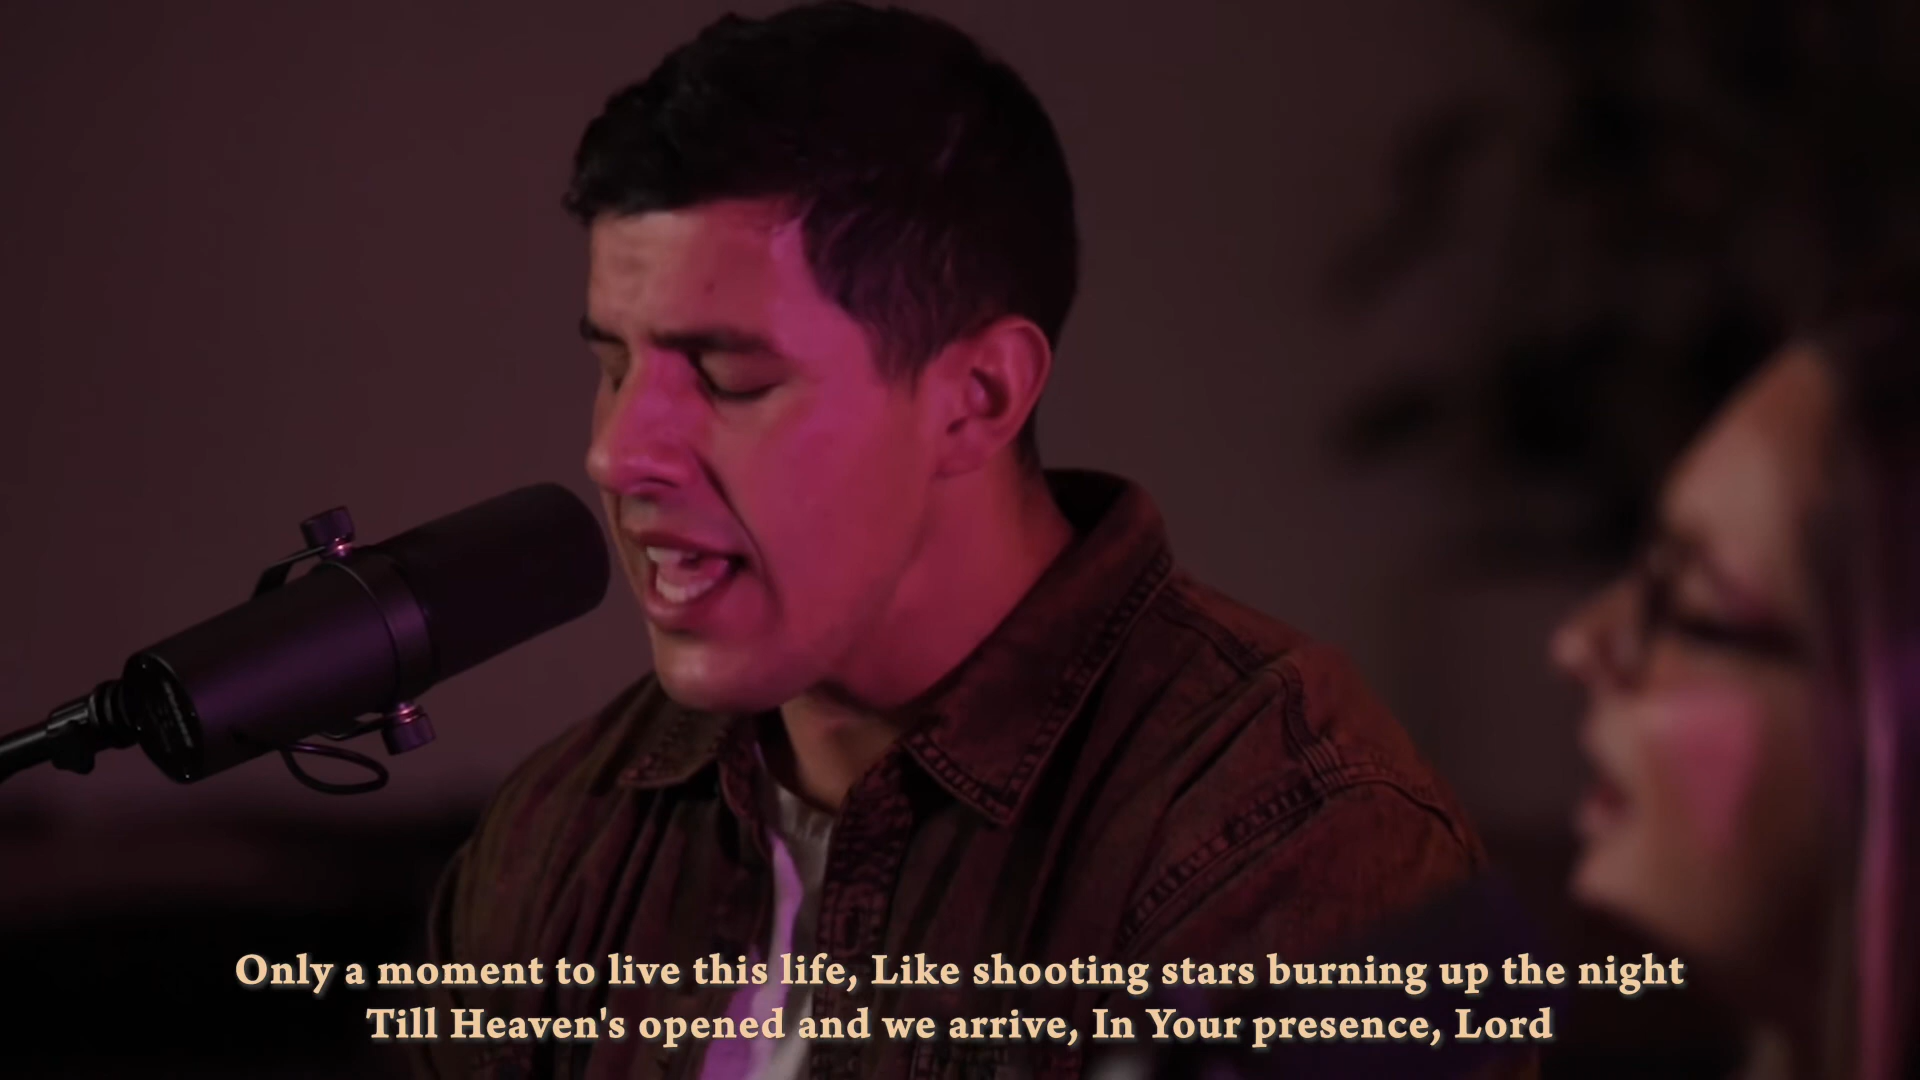 Only a moment to live this life, Like shooting stars burning up the night
Till Heaven's opened and we arrive, In Your presence, Lord